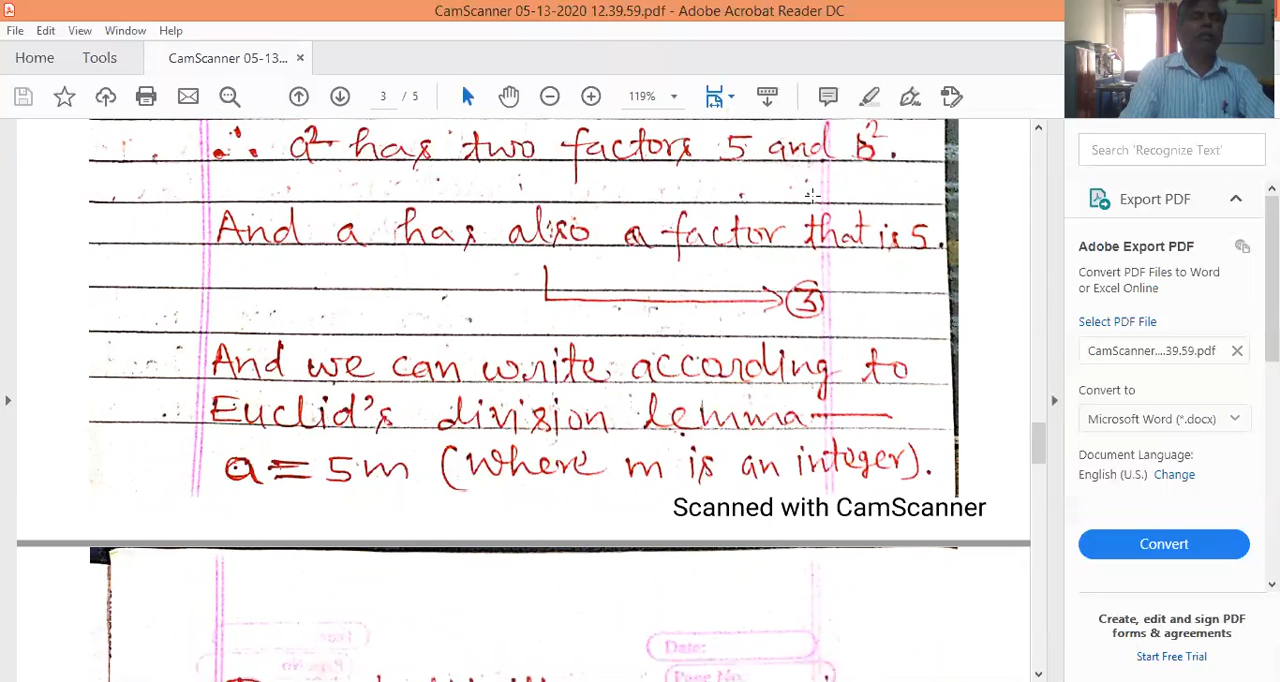 CamScanner 05-13-2020 12.39.59.pdf - Adobe Acrobat Reader DC
File Edit View Window Help
Home Tools CamScanner 05-13... ×
3 / 5 119%
∴ a² has two factors 5 and b².
And a has also a factor that is 5.
③
And we can write according to
Euclid's division lemma —
a = 5m (where m is an integer).
Scanned with CamScanner
Date:
Page No.
Search 'Recognize Text'
Export PDF
Adobe Export PDF
Convert PDF Files to Word
or Excel Online
Select PDF File
CamScanner....39.59.pdf
Convert to
Microsoft Word (*.docx)
Document Language:
English (U.S.) Change
Convert
Create, edit and sign PDF
forms & agreements
Start Free Trial